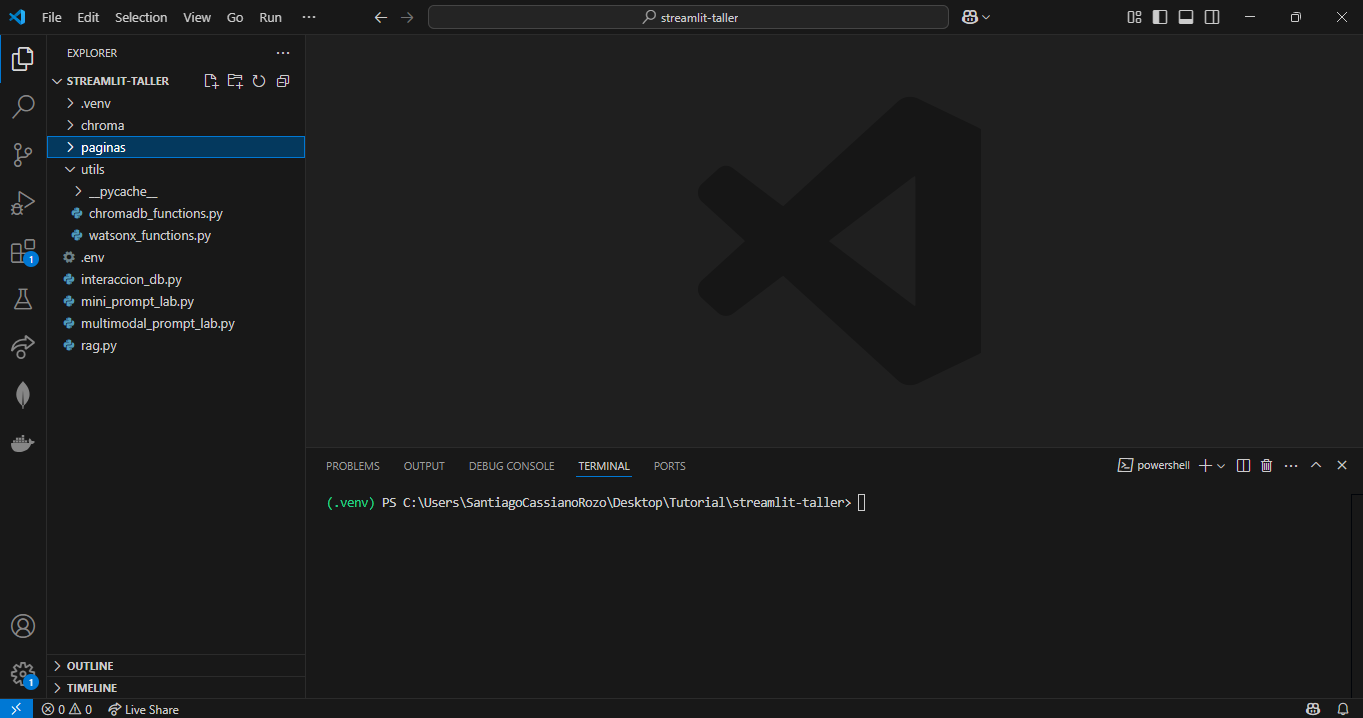 File Edit Selection View Go Run ···
streamlit-taller
EXPLORER
STREAMLIT-TALLER
.venv
chroma
paginas
utils
__pycache__
chromadb_functions.py
watsonx_functions.py
.env
interaccion_db.py
mini_prompt_lab.py
multimodal_prompt_lab.py
rag.py
1
PROBLEMS OUTPUT DEBUG CONSOLE TERMINAL PORTS
powershell
(.venv) PS C:\Users\SantiagoCassianoRozo\Desktop\Tutorial\streamlit-taller>
OUTLINE
1
TIMELINE
0 0 Live Share